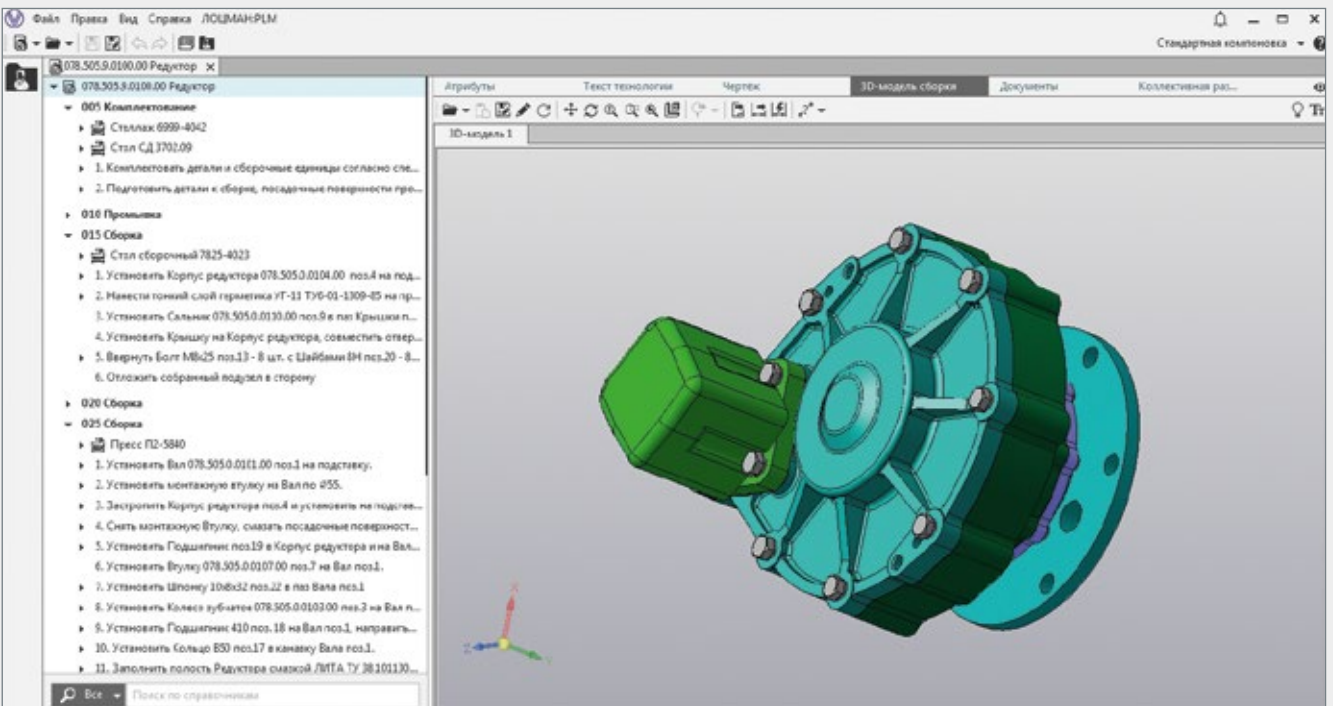 Файл Правка Вид Справка ЛОЦМАН:PLM
Стандартная компоновка
078.505.9.0100.00 Редуктор
078.505.9.0100.00 Редуктор
005 Комплектование
Стеллаж 6999-4042
Стол СД 3702.09
1. Комплектовать детали и сборочные единицы согласно спе...
2. Подготовить детали к сборке, посадочные поверхности про...
010 Промывка
015 Сборка
Стол сборочный 7825-4023
1. Установить Корпус редуктора 078.505.0.0104.00 поз.4 на под...
2. Нанести тонкий слой герметика УГ-11 ТУ6-01-1309-85 на пр...
3. Установить Сальник 078.505.0.0110.00 поз.9 в паз Крышки п...
4. Установить Крышку на Корпус редуктора, совместить отвер...
5. Ввернуть Болт М8х25 поз.13 - 8 шт. с Шайбами 8Н поз.20 - 8...
6. Отложить собранный подузел в сторону
020 Сборка
025 Сборка
Пресс П2-5840
1. Установить Вал 078.505.0.0101.00 поз.1 на подставку.
2. Установить монтажную втулку на Вал по Ø55.
3. Застропить Корпус редуктора поз.4 и установить на подстав...
4. Снять монтажную Втулку, смазать посадочные поверхност...
5. Установить Подшипник поз.19 в Корпус редуктора и на Вал...
6. Установить Втулку 078.505.0.0107.00 поз.7 на Вал поз.1.
7. Установить Шпонку 10х8х32 поз.22 в паз Вала поз.1
8. Установить Колесо зубчатое 078.505.0.0103.00 поз.3 на Вал п...
9. Установить Подшипник 410 поз. 18 на Вал поз.1, направить...
10. Установить Кольцо В50 поз.17 в канавку Вала поз.1.
11. Заполнить полость Редуктора смазкой ЛИТА ТУ 38.101130...
Все
Поиск по справочникам
Атрибуты Текст технологии Чертеж 3D-модель сборки Документы Коллективная раз...
3D-модель 1
X
Z
Y